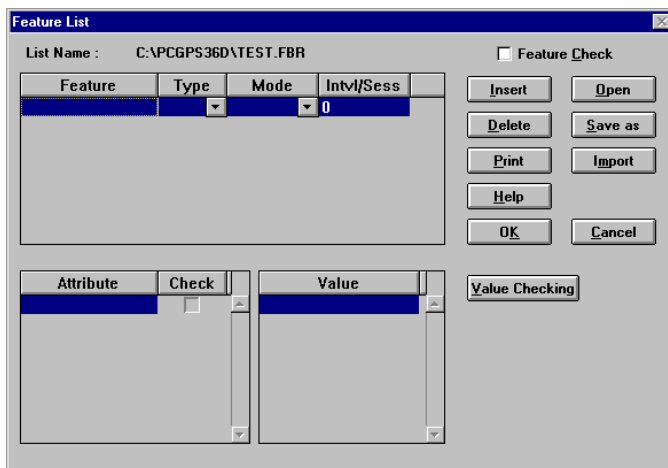 Feature List
List Name : C:\PCGPS36D\TEST.FBR
Feature Check
Feature Type Mode Intvl/Sess
0
Insert Open
Delete Save as
Print Import
Help
OK Cancel
Attribute Check
Value
Value Checking